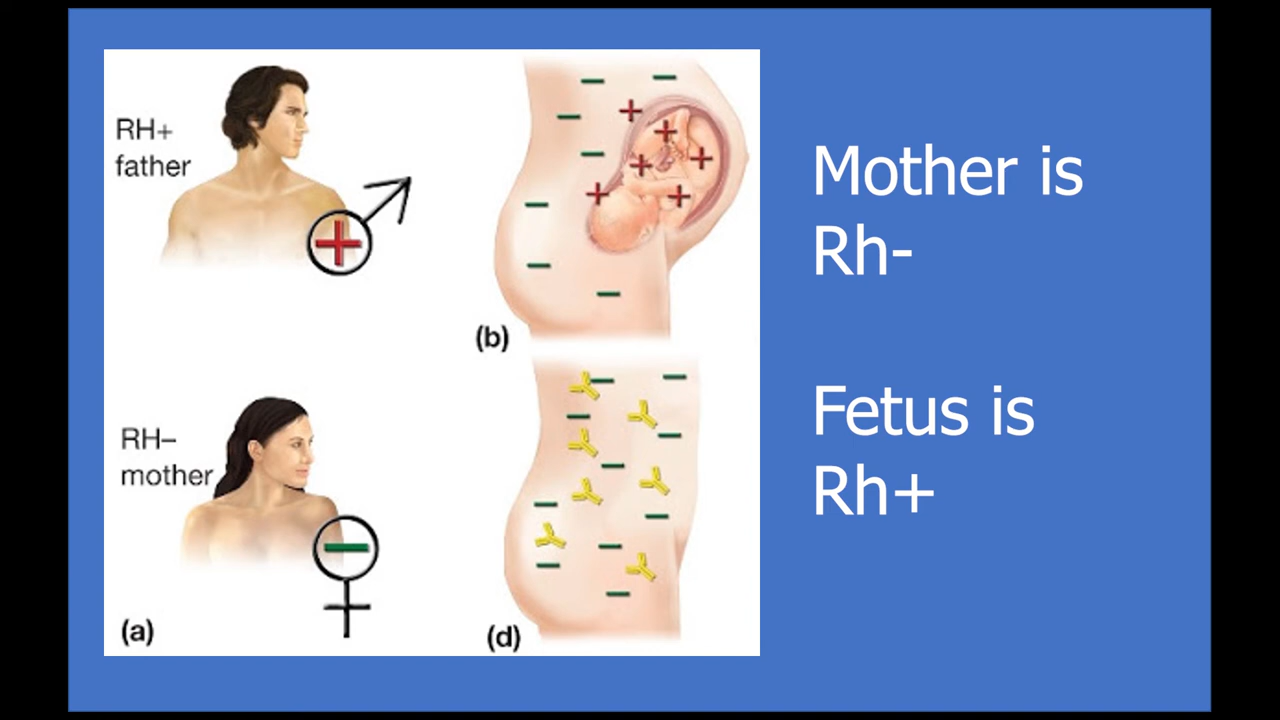 RH+
father
RH−
mother
(a)
(b)
(d)
Mother is
Rh-
Fetus is
Rh+